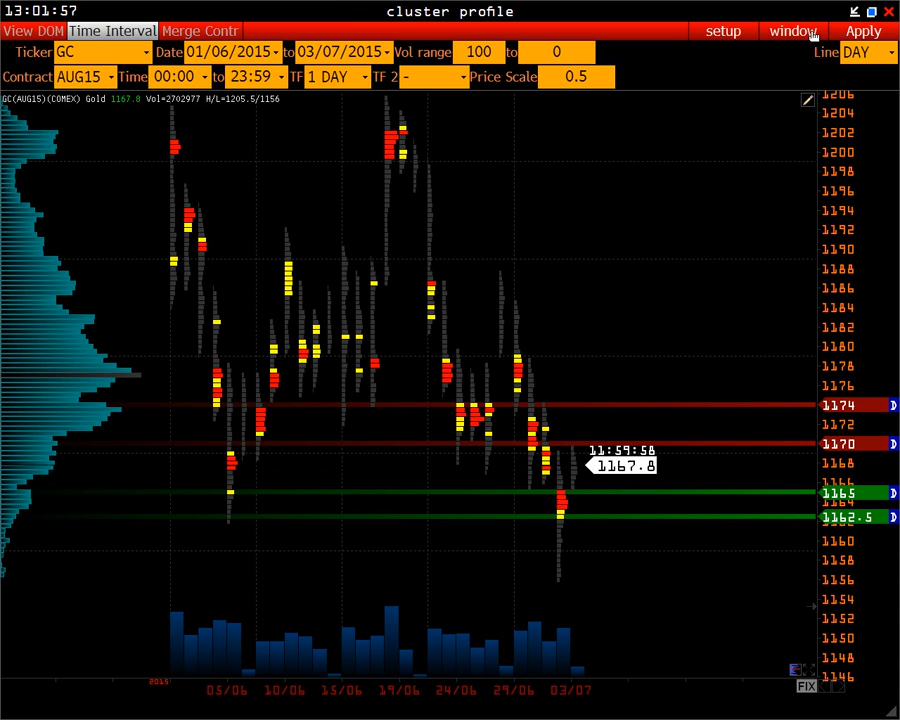 13:01:57 cluster profile
View DOM Time Interval Merge Contr setup window Apply
Ticker GC Date 01/06/2015 to 03/07/2015 Vol range 100 to 0 Line DAY
Contract AUG15 Time 00:00 to 23:59 TF 1 DAY TF 2 - Price Scale 0.5
GC(AUG15)(COMEX) Gold 1167.8 Vol=2702977 H/L=1205.5/1156
1206
1204
1202
1200
1198
1196
1194
1192
1190
1188
1186
1184
1182
1180
1178
1176
1174 D
1172
1170 D
11:59:58
1167.8
1168
1166
1165 D
1164
1162.5 D
1160
1158
1156
1154
1152
1150
1148
1146
FIX
2015
03/06 10/06 15/06 19/06 24/06 29/06 03/07